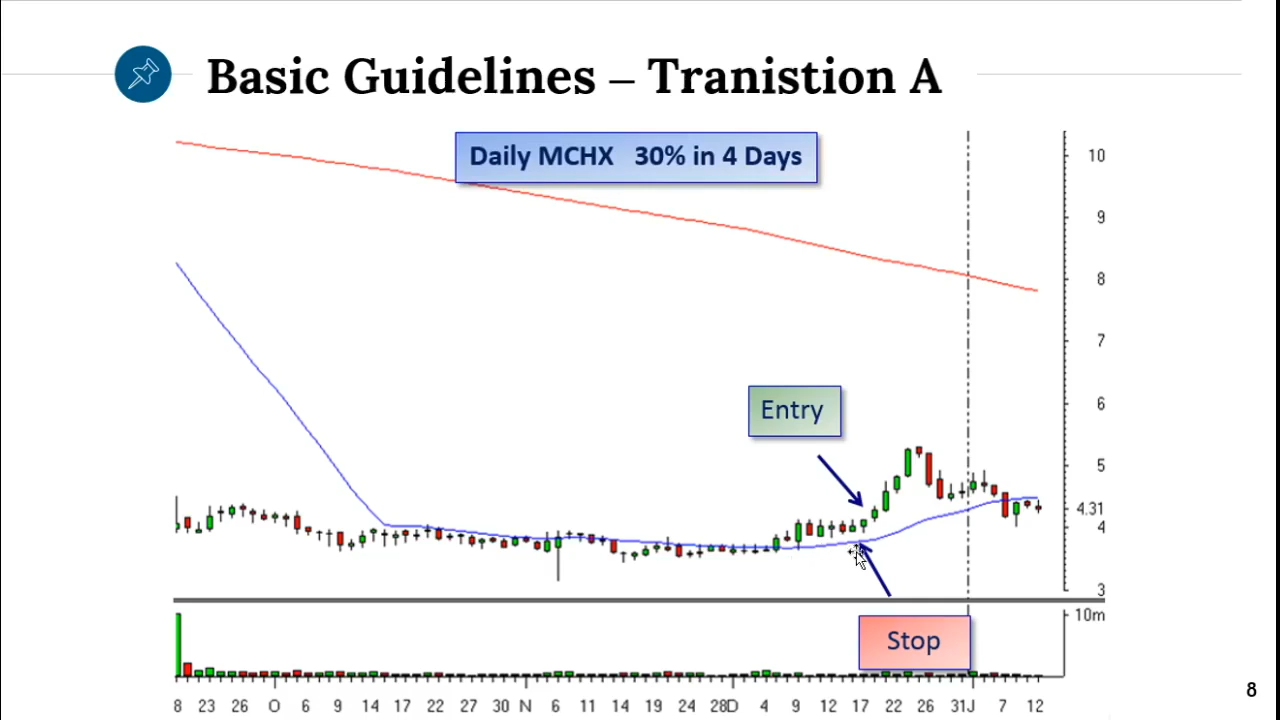 Basic Guidelines – Tranistion A
Daily MCHX 30% in 4 Days
10
9
8
7
6
Entry
5
4.31
4
3
10m
Stop
8 23 26 O 6 9 14 17 22 27 30 N 6 11 14 19 24 28D 4 9 12 17 22 26 31J 7 12
8